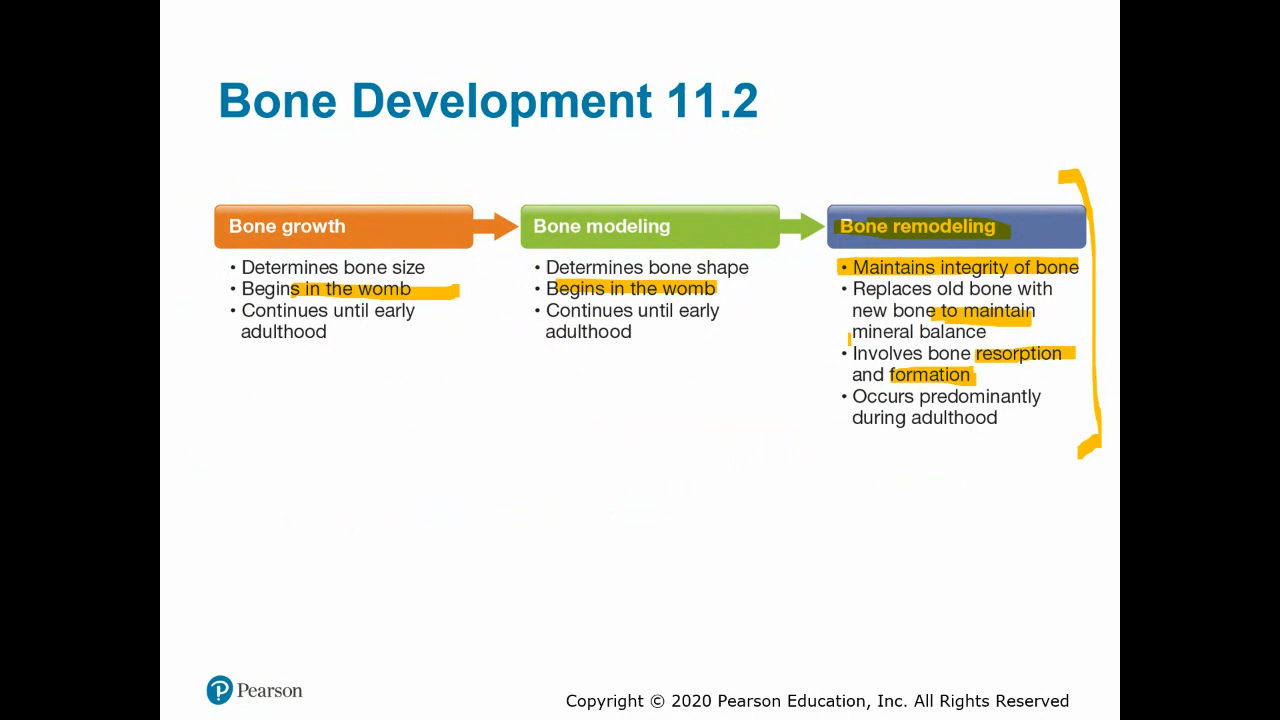 Bone Development 11.2
Bone growth
• Determines bone size
• Begins in the womb
• Continues until early
adulthood
Bone modeling
• Determines bone shape
• Begins in the womb
• Continues until early
adulthood
Bone remodeling
• Maintains integrity of bone
• Replaces old bone with
new bone to maintain
mineral balance
• Involves bone resorption
and formation
• Occurs predominantly
during adulthood
P Pearson
Copyright © 2020 Pearson Education, Inc. All Rights Reserved